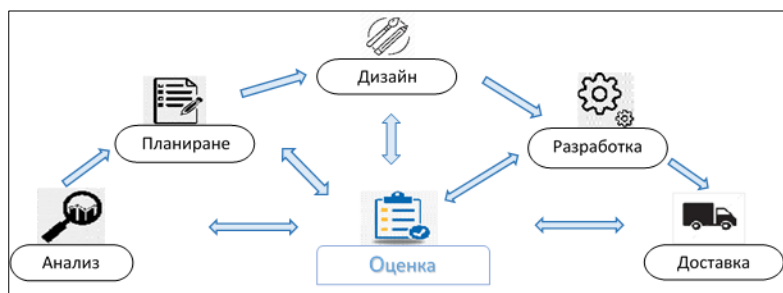 Дизайн
Планиране
Разработка
Анализ
Оценка
Доставка